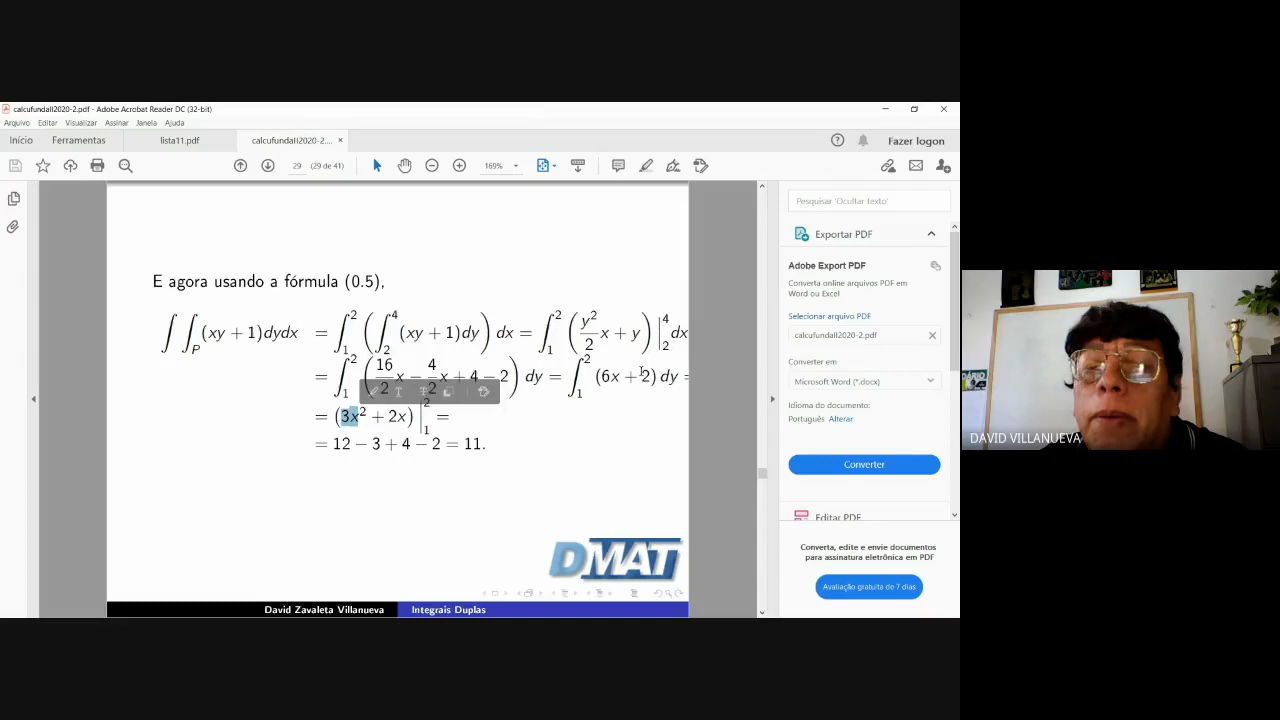 calcufundaII2020-2.pdf - Adobe Acrobat Reader DC (32-bit)
Arquivo Editar Visualizar Assinar Janela Ajuda
Início Ferramentas lista11.pdf calcufundaII2020-2.... × Fazer logon
29 (29 de 41) 169%
Pesquisar 'Ocultar texto'
Exportar PDF
Adobe Export PDF
Converta online arquivos PDF em
Word ou Excel
Selecionar arquivo PDF
calcufundaII2020-2.pdf
Converter em
Microsoft Word (*.docx)
Idioma do documento:
Português Alterar
Converter
Editar PDF
Converta, edite e envie documentos
para assinatura eletrônica em PDF
Avaliação gratuita de 7 dias
E agora usando a fórmula (0.5),
∫∫_P (xy + 1)dydx = ∫_1^2 (∫_2^4 (xy + 1)dy) dx = ∫_1^2 (y²/2 x + y)|_2^4 dx
= ∫_1^2 (16/2 x − 4/2 x + 4 − 2) dy = ∫_1^2 (6x + 2) dy =
= (3x² + 2x)|_1^2 =
= 12 − 3 + 4 − 2 = 11.
DMAT
David Zavaleta Villanueva Integrais Duplas
DAVID VILLANUEVA